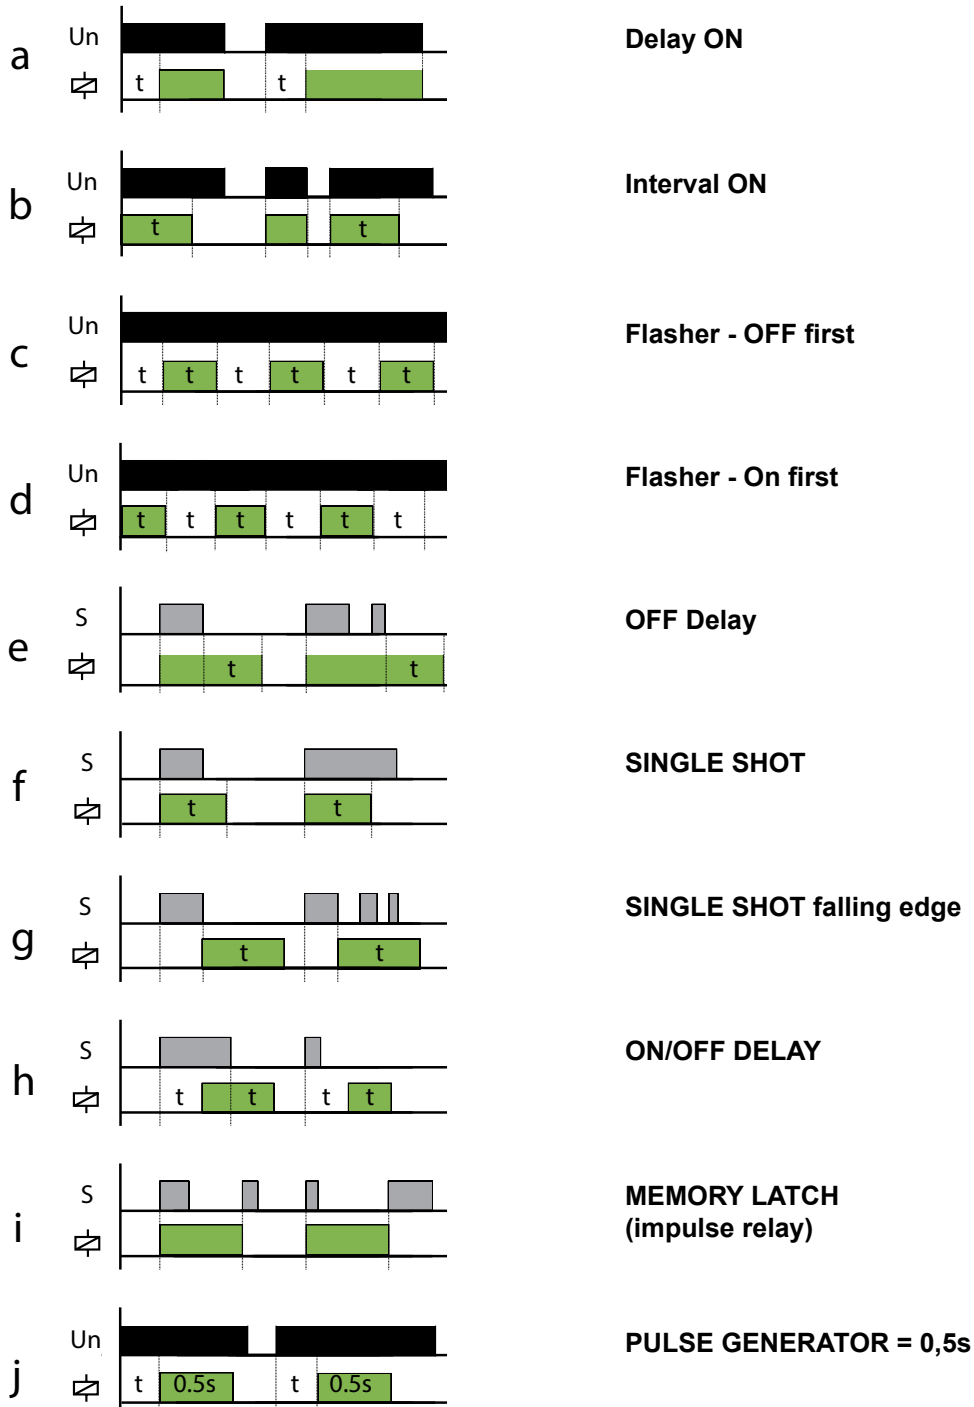 a
Un
t t
Delay ON
b
Un
t t
Interval ON
c
Un
t t t t t t
Flasher - OFF first
d
Un
t t t t t t
Flasher - On first
e
S
t t
OFF Delay
f
S
t t
SINGLE SHOT
g
S
t t
SINGLE SHOT falling edge
h
S
t t t t
ON/OFF DELAY
i
S
MEMORY LATCH
(impulse relay)
j
Un
t 0.5s t 0.5s
PULSE GENERATOR = 0,5s